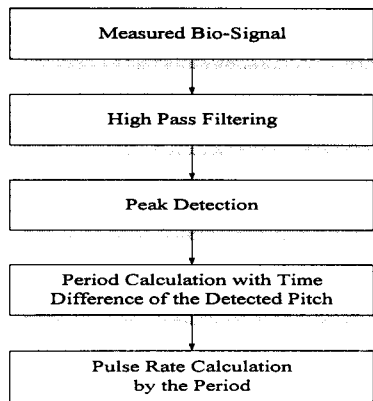 Measured Bio-Signal
High Pass Filtering
Peak Detection
Period Calculation with Time
Difference of the Detected Pitch
Pulse Rate Calculation
by the Period